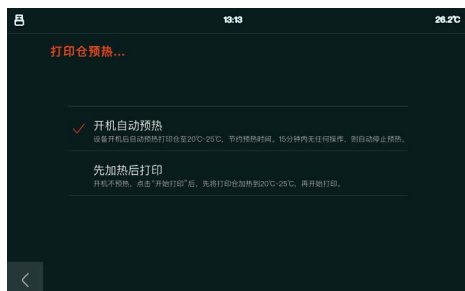 13:13
26.2℃
打印仓预热...
开机自动预热
设备开机后自动预热打印仓至20℃-25℃，节约预热时间，15分钟内无任何操作，则自动停止预热。
先加热后打印
开机不预热，点击“开始打印”后，先将打印仓加热到20℃-25℃，再开始打印。